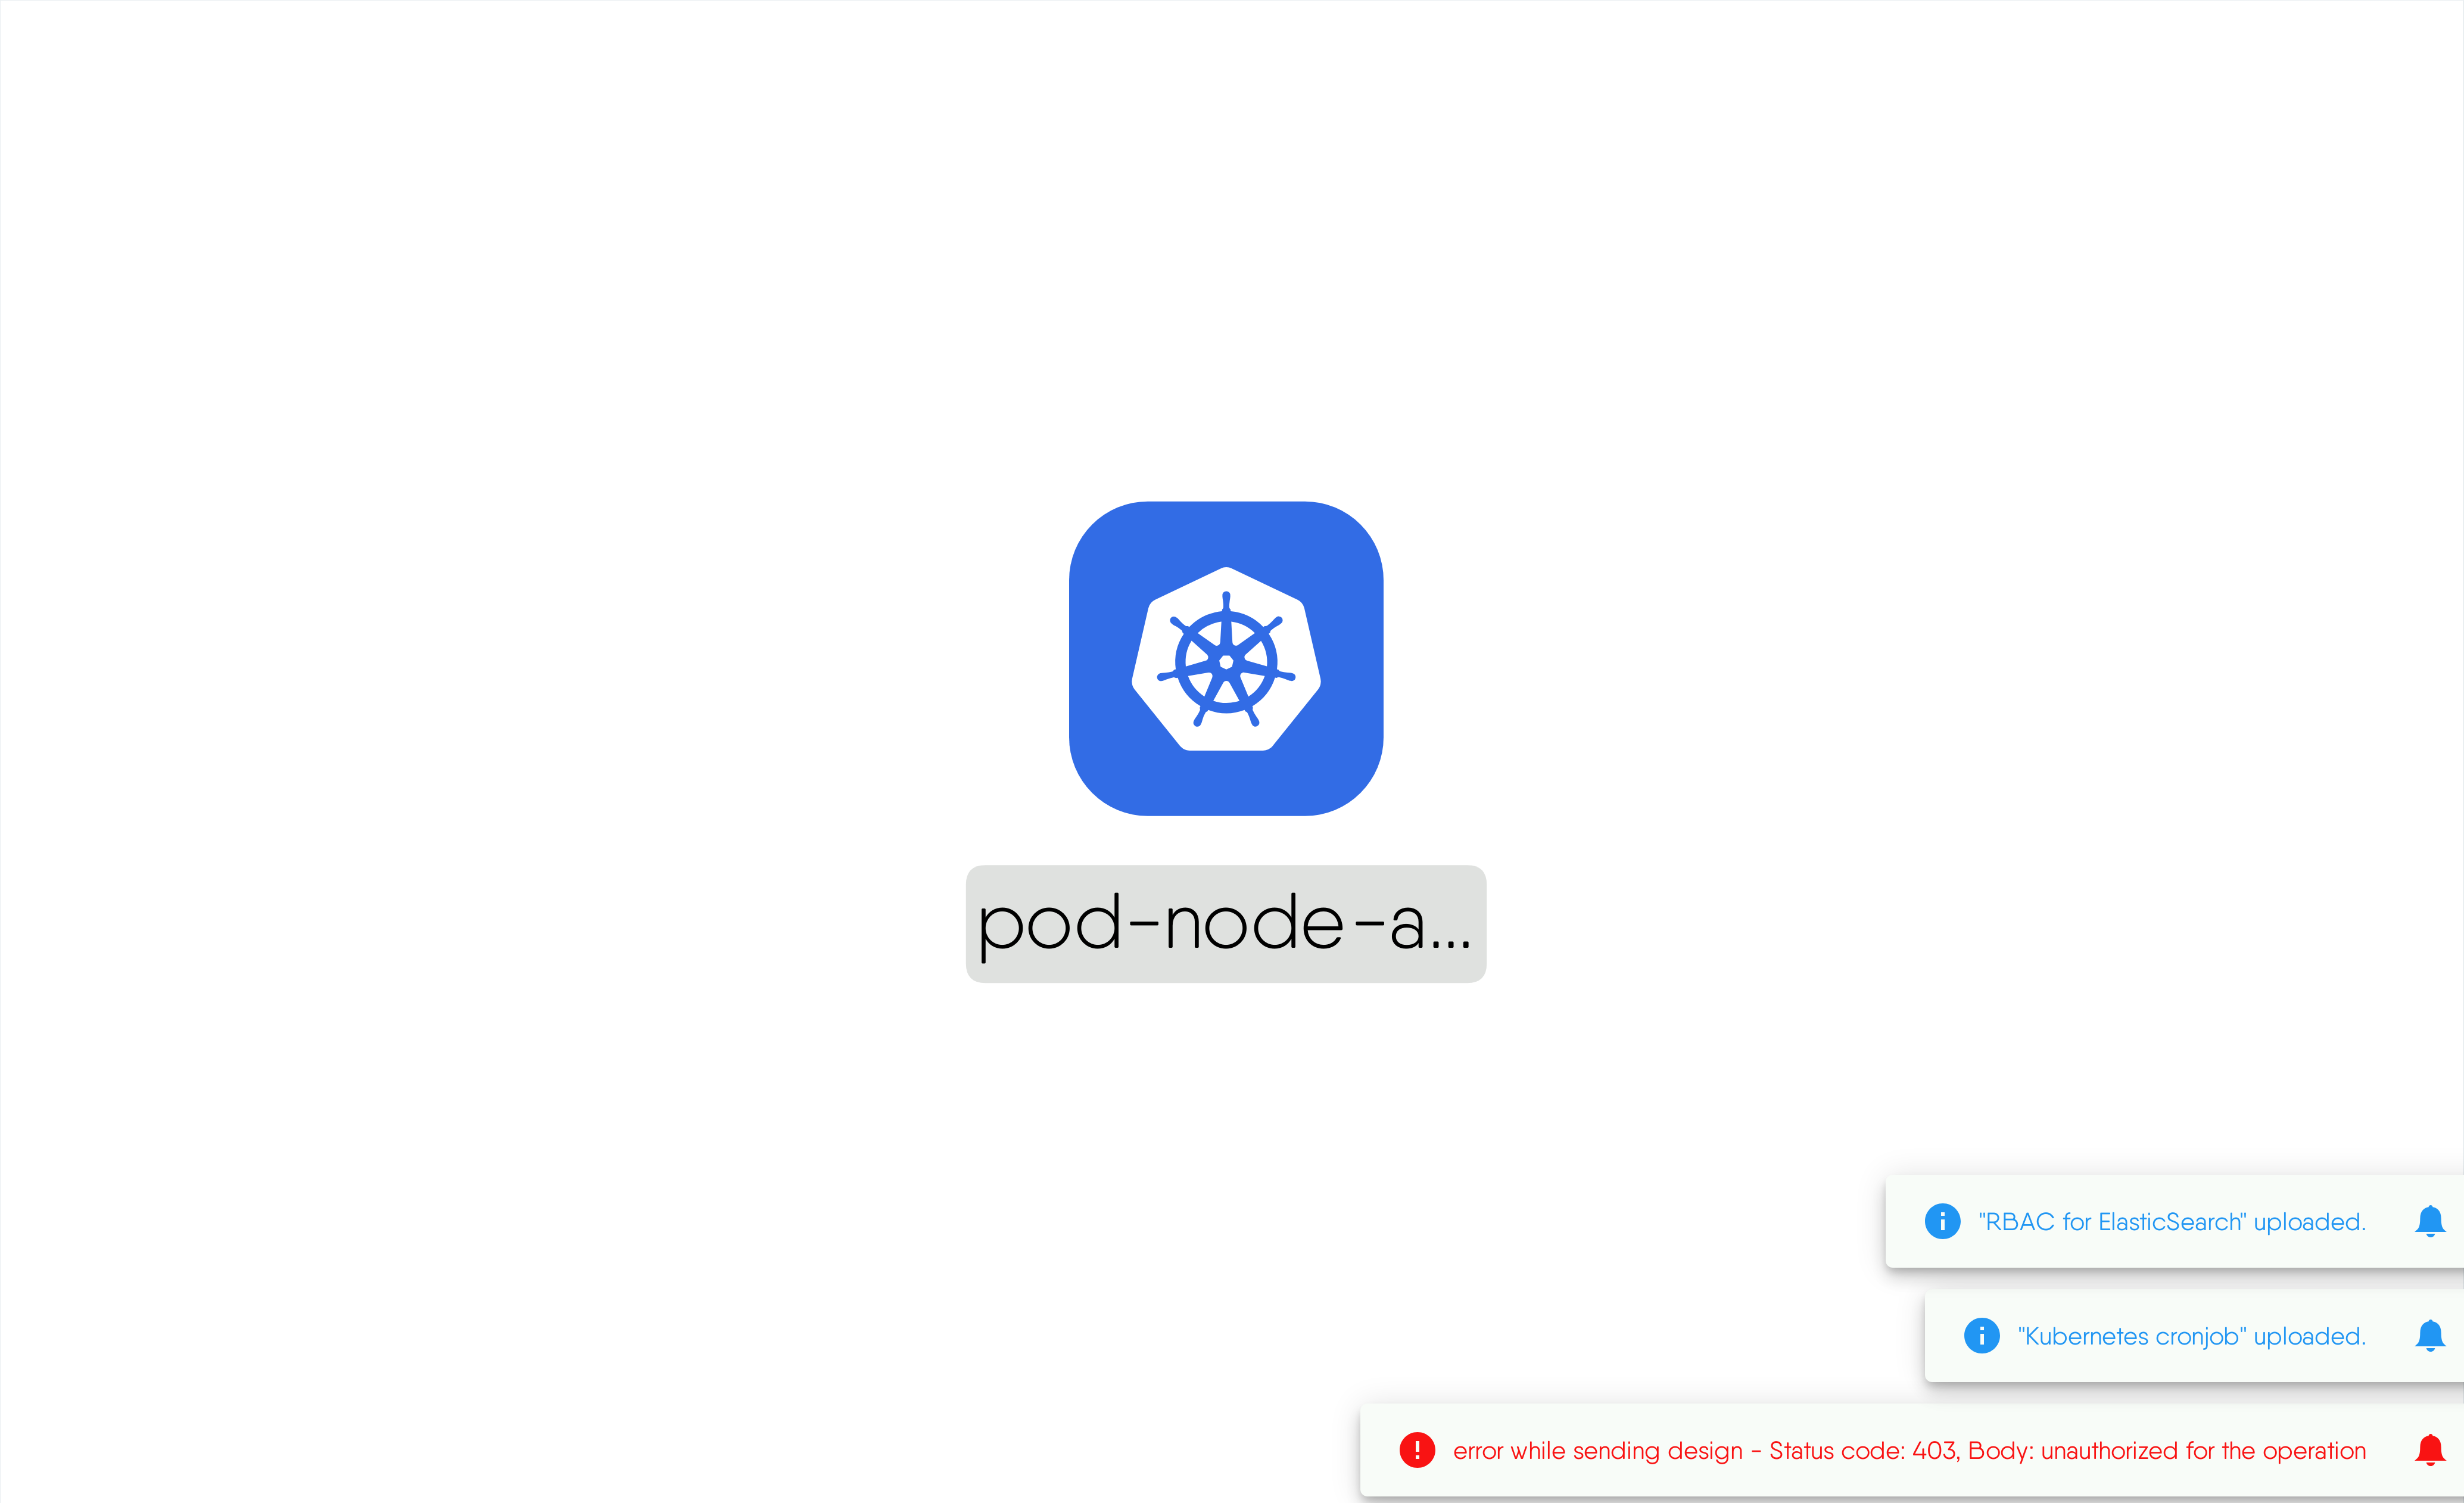 pod-node-a...
"RBAC for ElasticSearch" uploaded.
"Kubernetes cronjob" uploaded.
error while sending design - Status code: 403, Body: unauthorized for the operation